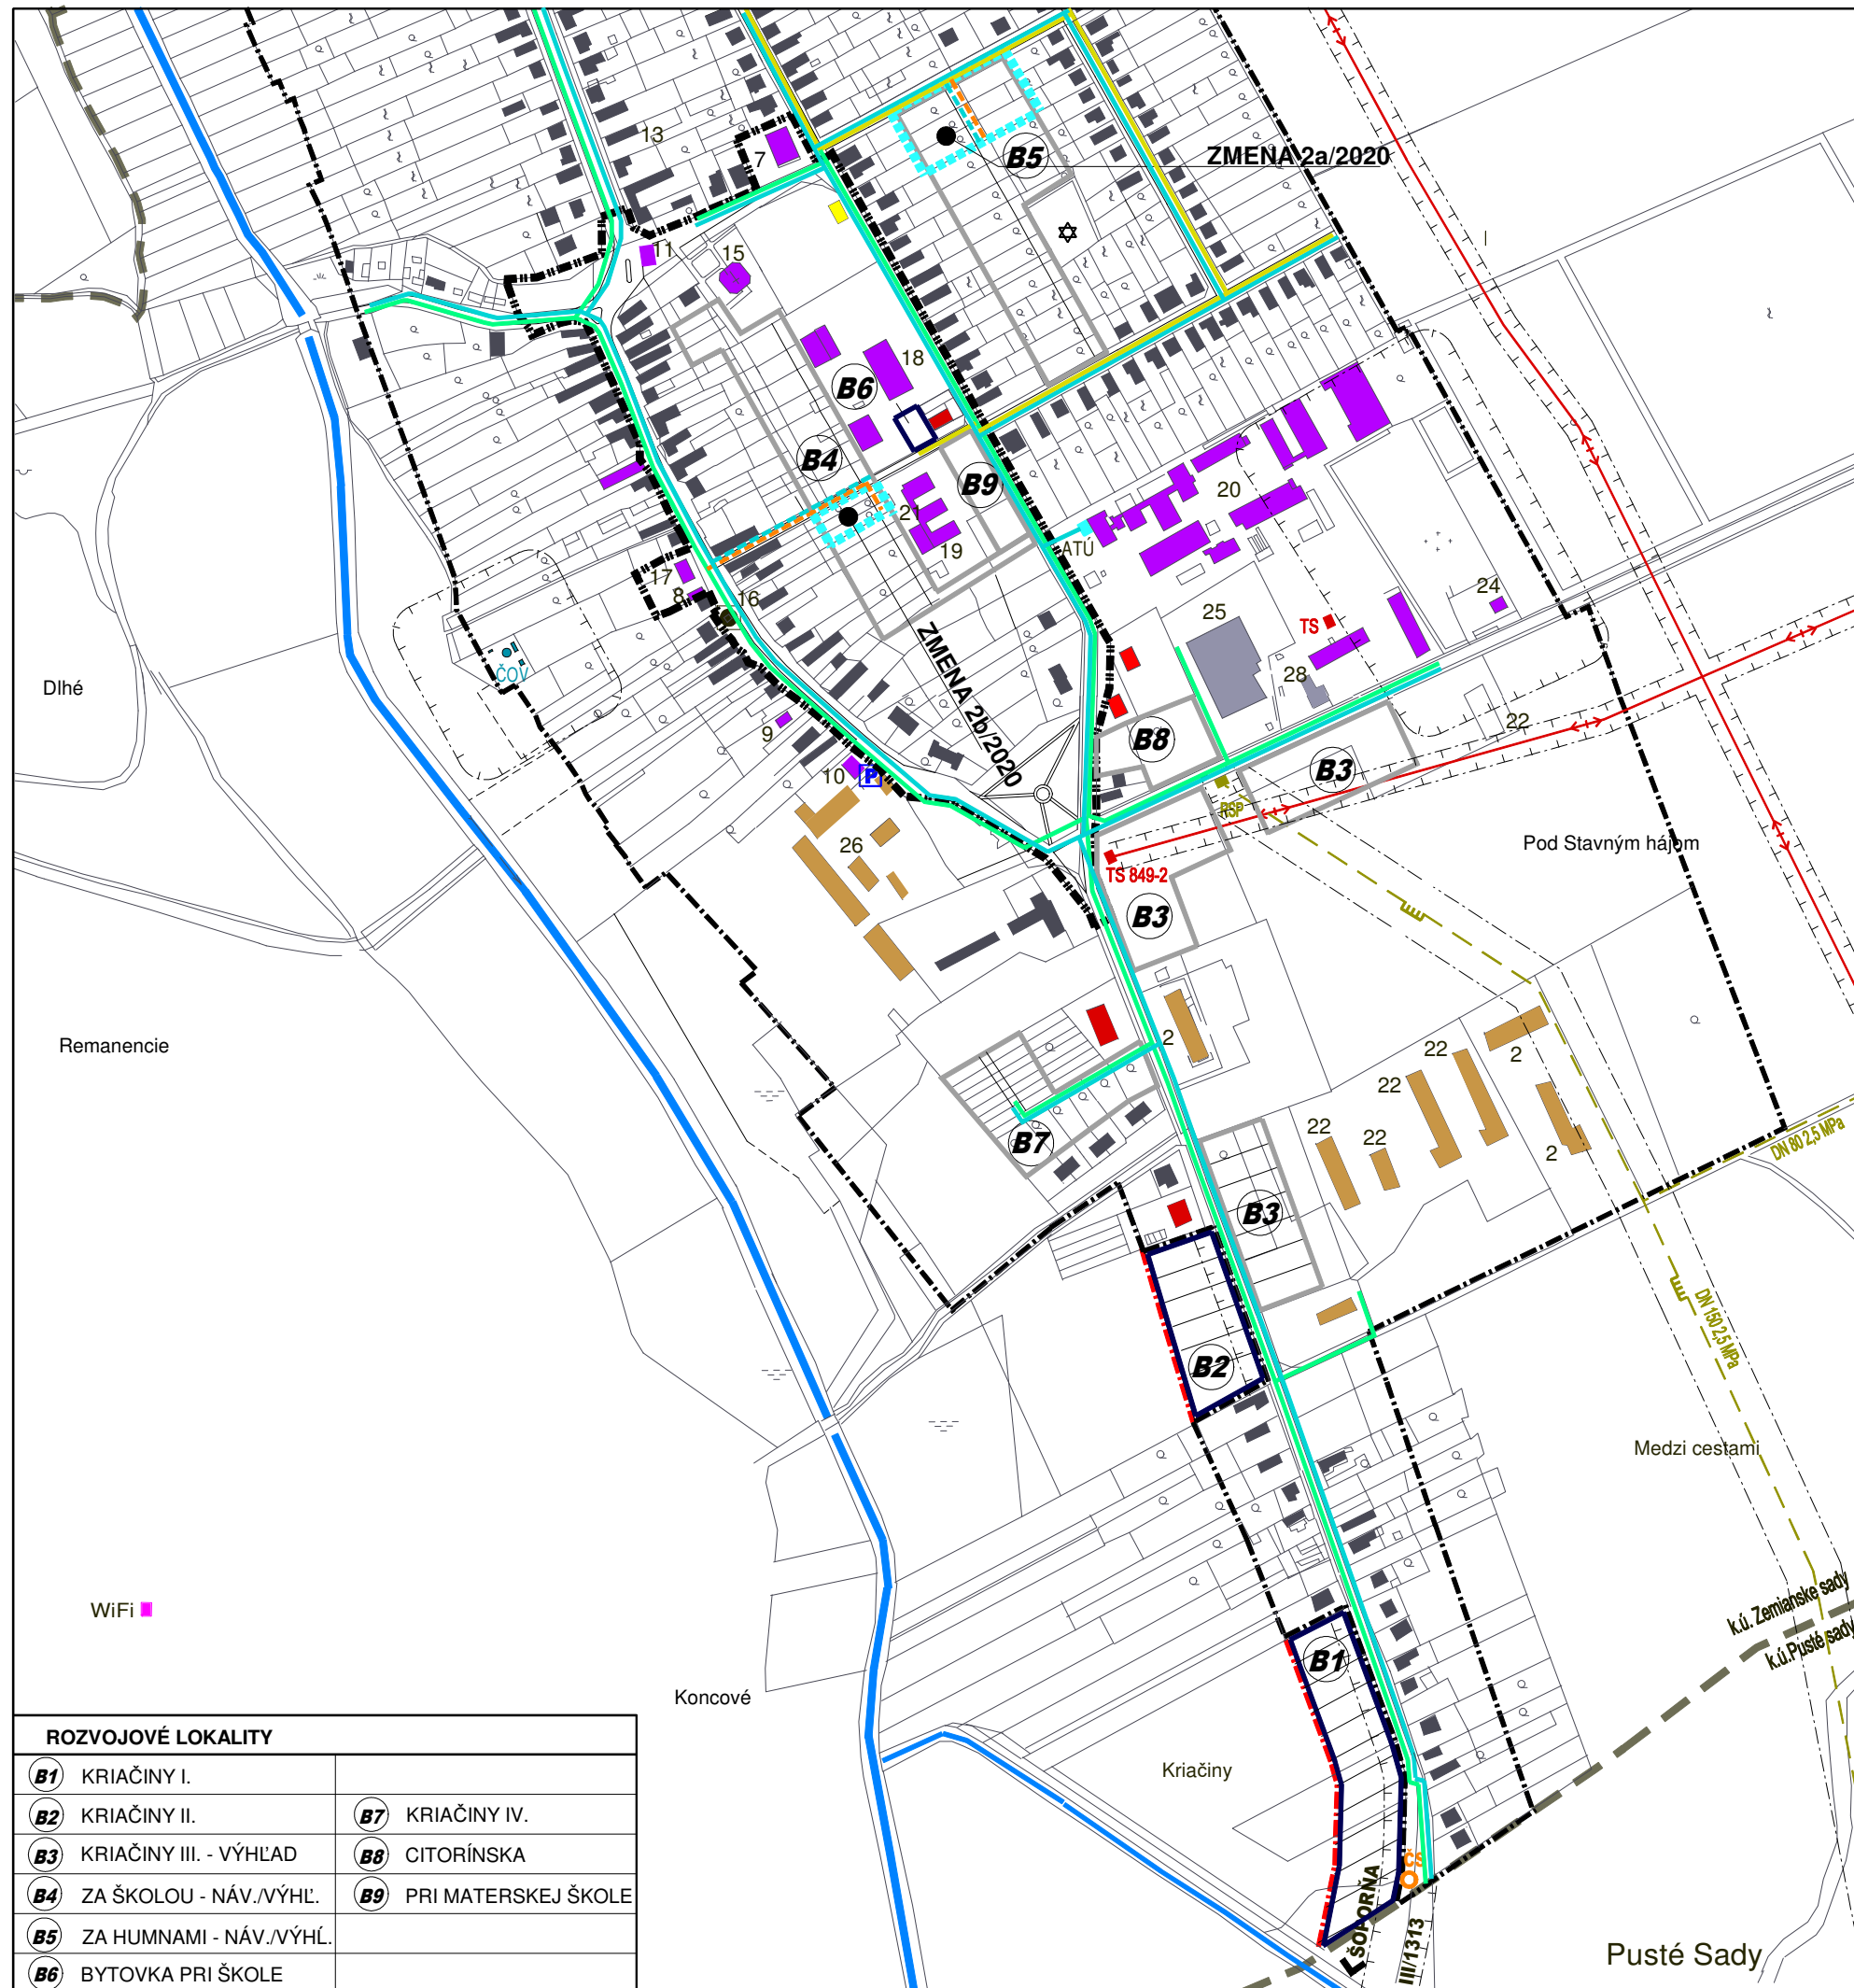 13
7
B5
ZMENA 2a/2020
11
15
18
B6
B4
B9
21
19
20
ATÚ
17
8
16
24
25
TS
ČOV
ZMENA 2b/2020
28
22
Dlhé
9
B8
10
P
B3
RSP
26
Pod Stavným hájom
TS 849-2
B3
2
Remanencie
22
2
22
B7
22
22
2
DN 80 2,5 MPa
B3
DN 150 2,5 MPa
B2
Medzi cestami
WiFi
k.ú. Zemianske sady
k.ú.Pusté sady
B1
Koncové
Kriačiny
ČS
ŠOPORŇA
III/1313
Pusté Sady
ROZVOJOVÉ LOKALITY
B1 KRIAČINY I.
B2 KRIAČINY II.
B7 KRIAČINY IV.
B3 KRIAČINY III. - VÝHĽAD
B8 CITORÍNSKA
B4 ZA ŠKOLOU - NÁV./VÝHĽ.
B9 PRI MATERSKEJ ŠKOLE
B5 ZA HUMNAMI - NÁV./VÝHĹ.
B6 BYTOVKA PRI ŠKOLE